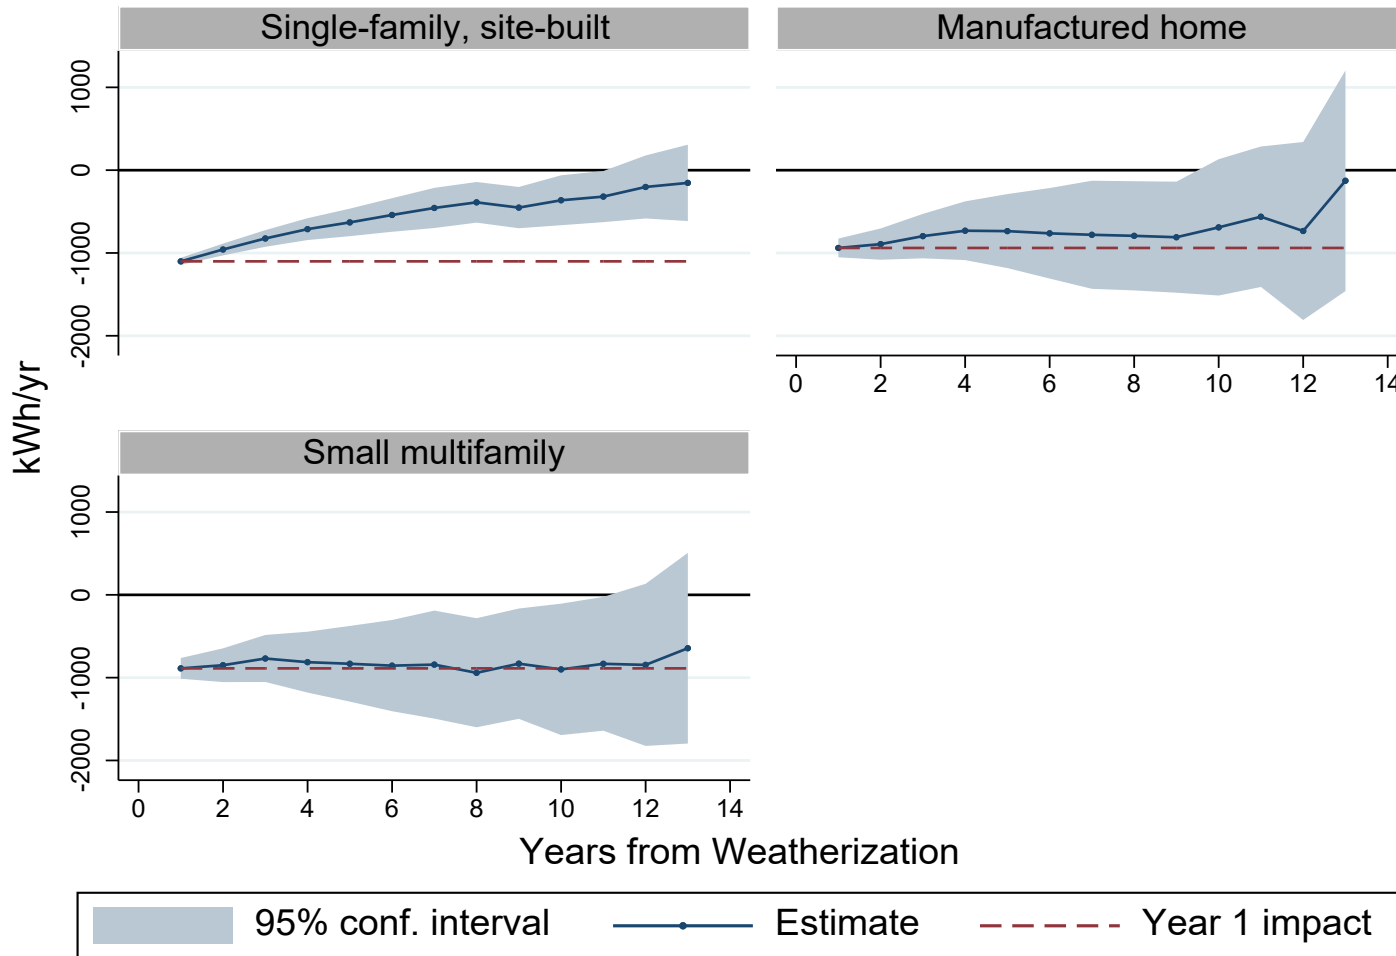 Single-family, site-built
Manufactured home
1000
0
-1000
-2000
0 2 4 6 8 10 12 14
kWh/yr
Small multifamily
1000
0
-1000
-2000
0 2 4 6 8 10 12 14
Years from Weatherization
95% conf. interval Estimate Year 1 impact